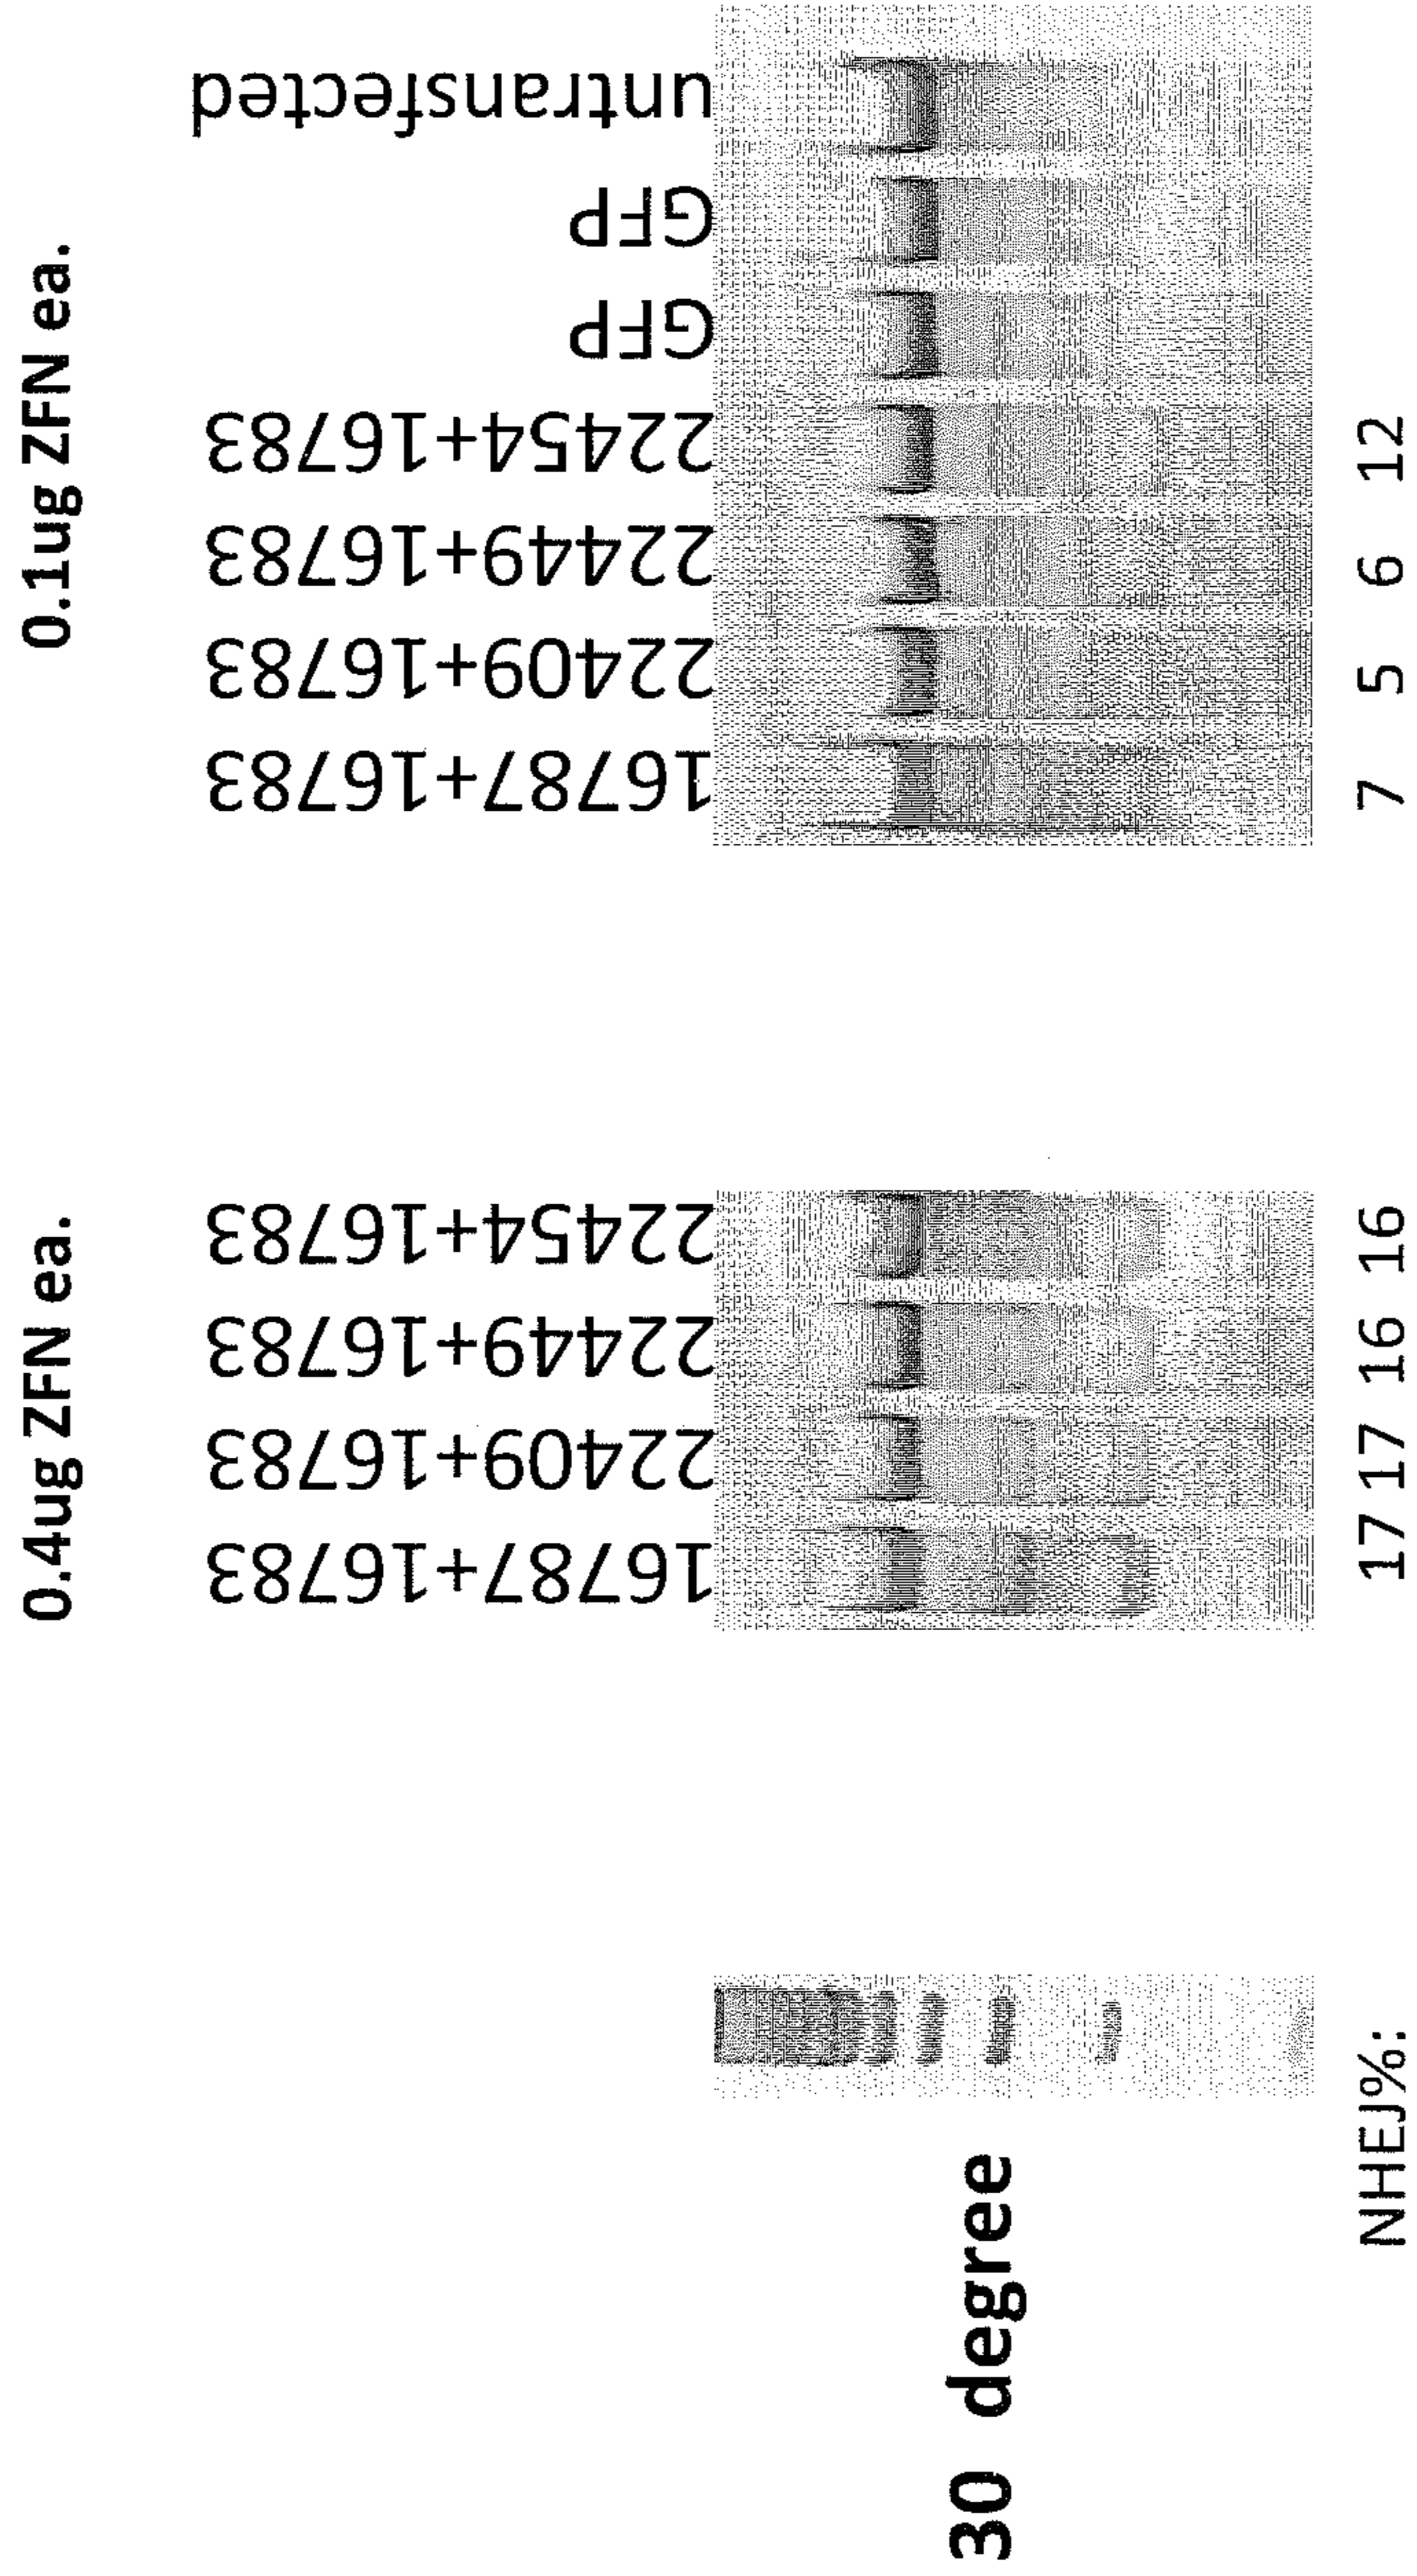 0.4ug ZFN ea.
0.1ug ZFN ea.
16787+16783
22409+16783
22449+16783
22454+16783
16787+16783
22409+16783
22449+16783
22454+16783
GFP
GFP
untransfected
30 degree
NHEJ%: 17 17 16 16 7 5 6 12